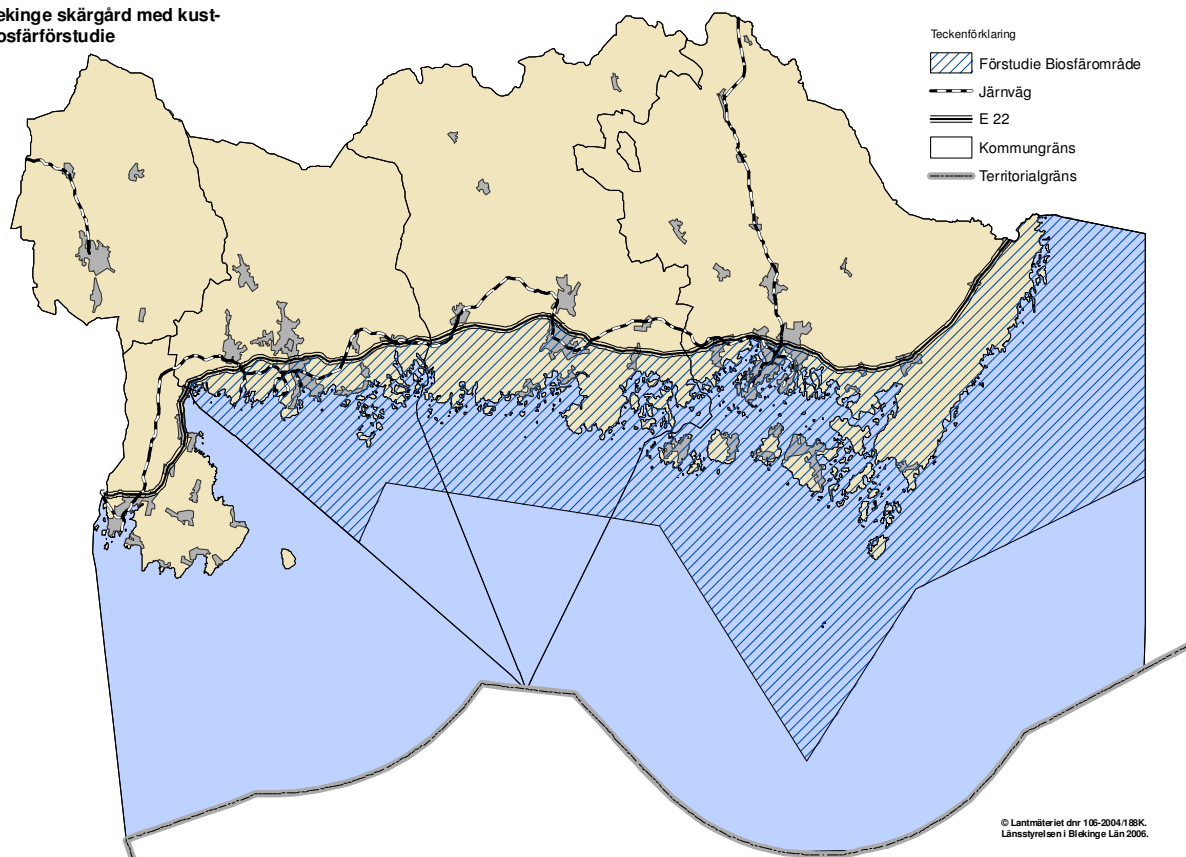 ekinge skärgård med kust-
osfärförstudie
Teckenförklaring
Förstudie Biosfärområde
Järnväg
E 22
Kommungräns
Territorialgräns
© Lantmäteriet dnr 106-2004/188K.
Länsstyrelsen i Blekinge Län 2006.